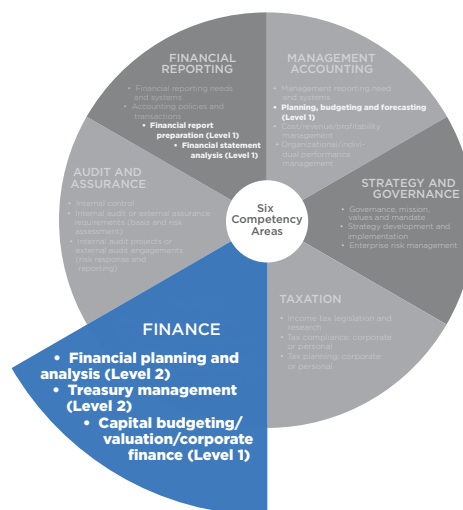 FINANCIAL
REPORTING
• Financial reporting needs
and systems
• Accounting policies and
transactions
• Financial report
preparation (Level 1)
• Financial statement
analysis (Level 1)
MANAGEMENT
ACCOUNTING
• Management reporting need
and systems
• Planning, budgeting and forecasting
(Level 1)
• Cost/revenue/profitability
management
• Organizational/indivi-
dual performance
management
AUDIT AND
ASSURANCE
• Internal control
• Internal audit or external assurance
requirements (basis and risk
assessment)
• Internal audit projects or
external audit engagements
(risk response and
reporting)
Six
Competency
Areas
STRATEGY AND
GOVERNANCE
• Governance, mission,
values and mandate
• Strategy development and
implementation
• Enterprise risk management
TAXATION
• Income tax legislation and
research
• Tax compliance: corporate
or personal
• Tax planning: corporate
or personal
FINANCE
• Financial planning and
analysis (Level 2)
• Treasury management
(Level 2)
• Capital budgeting/
valuation/corporate
finance (Level 1)